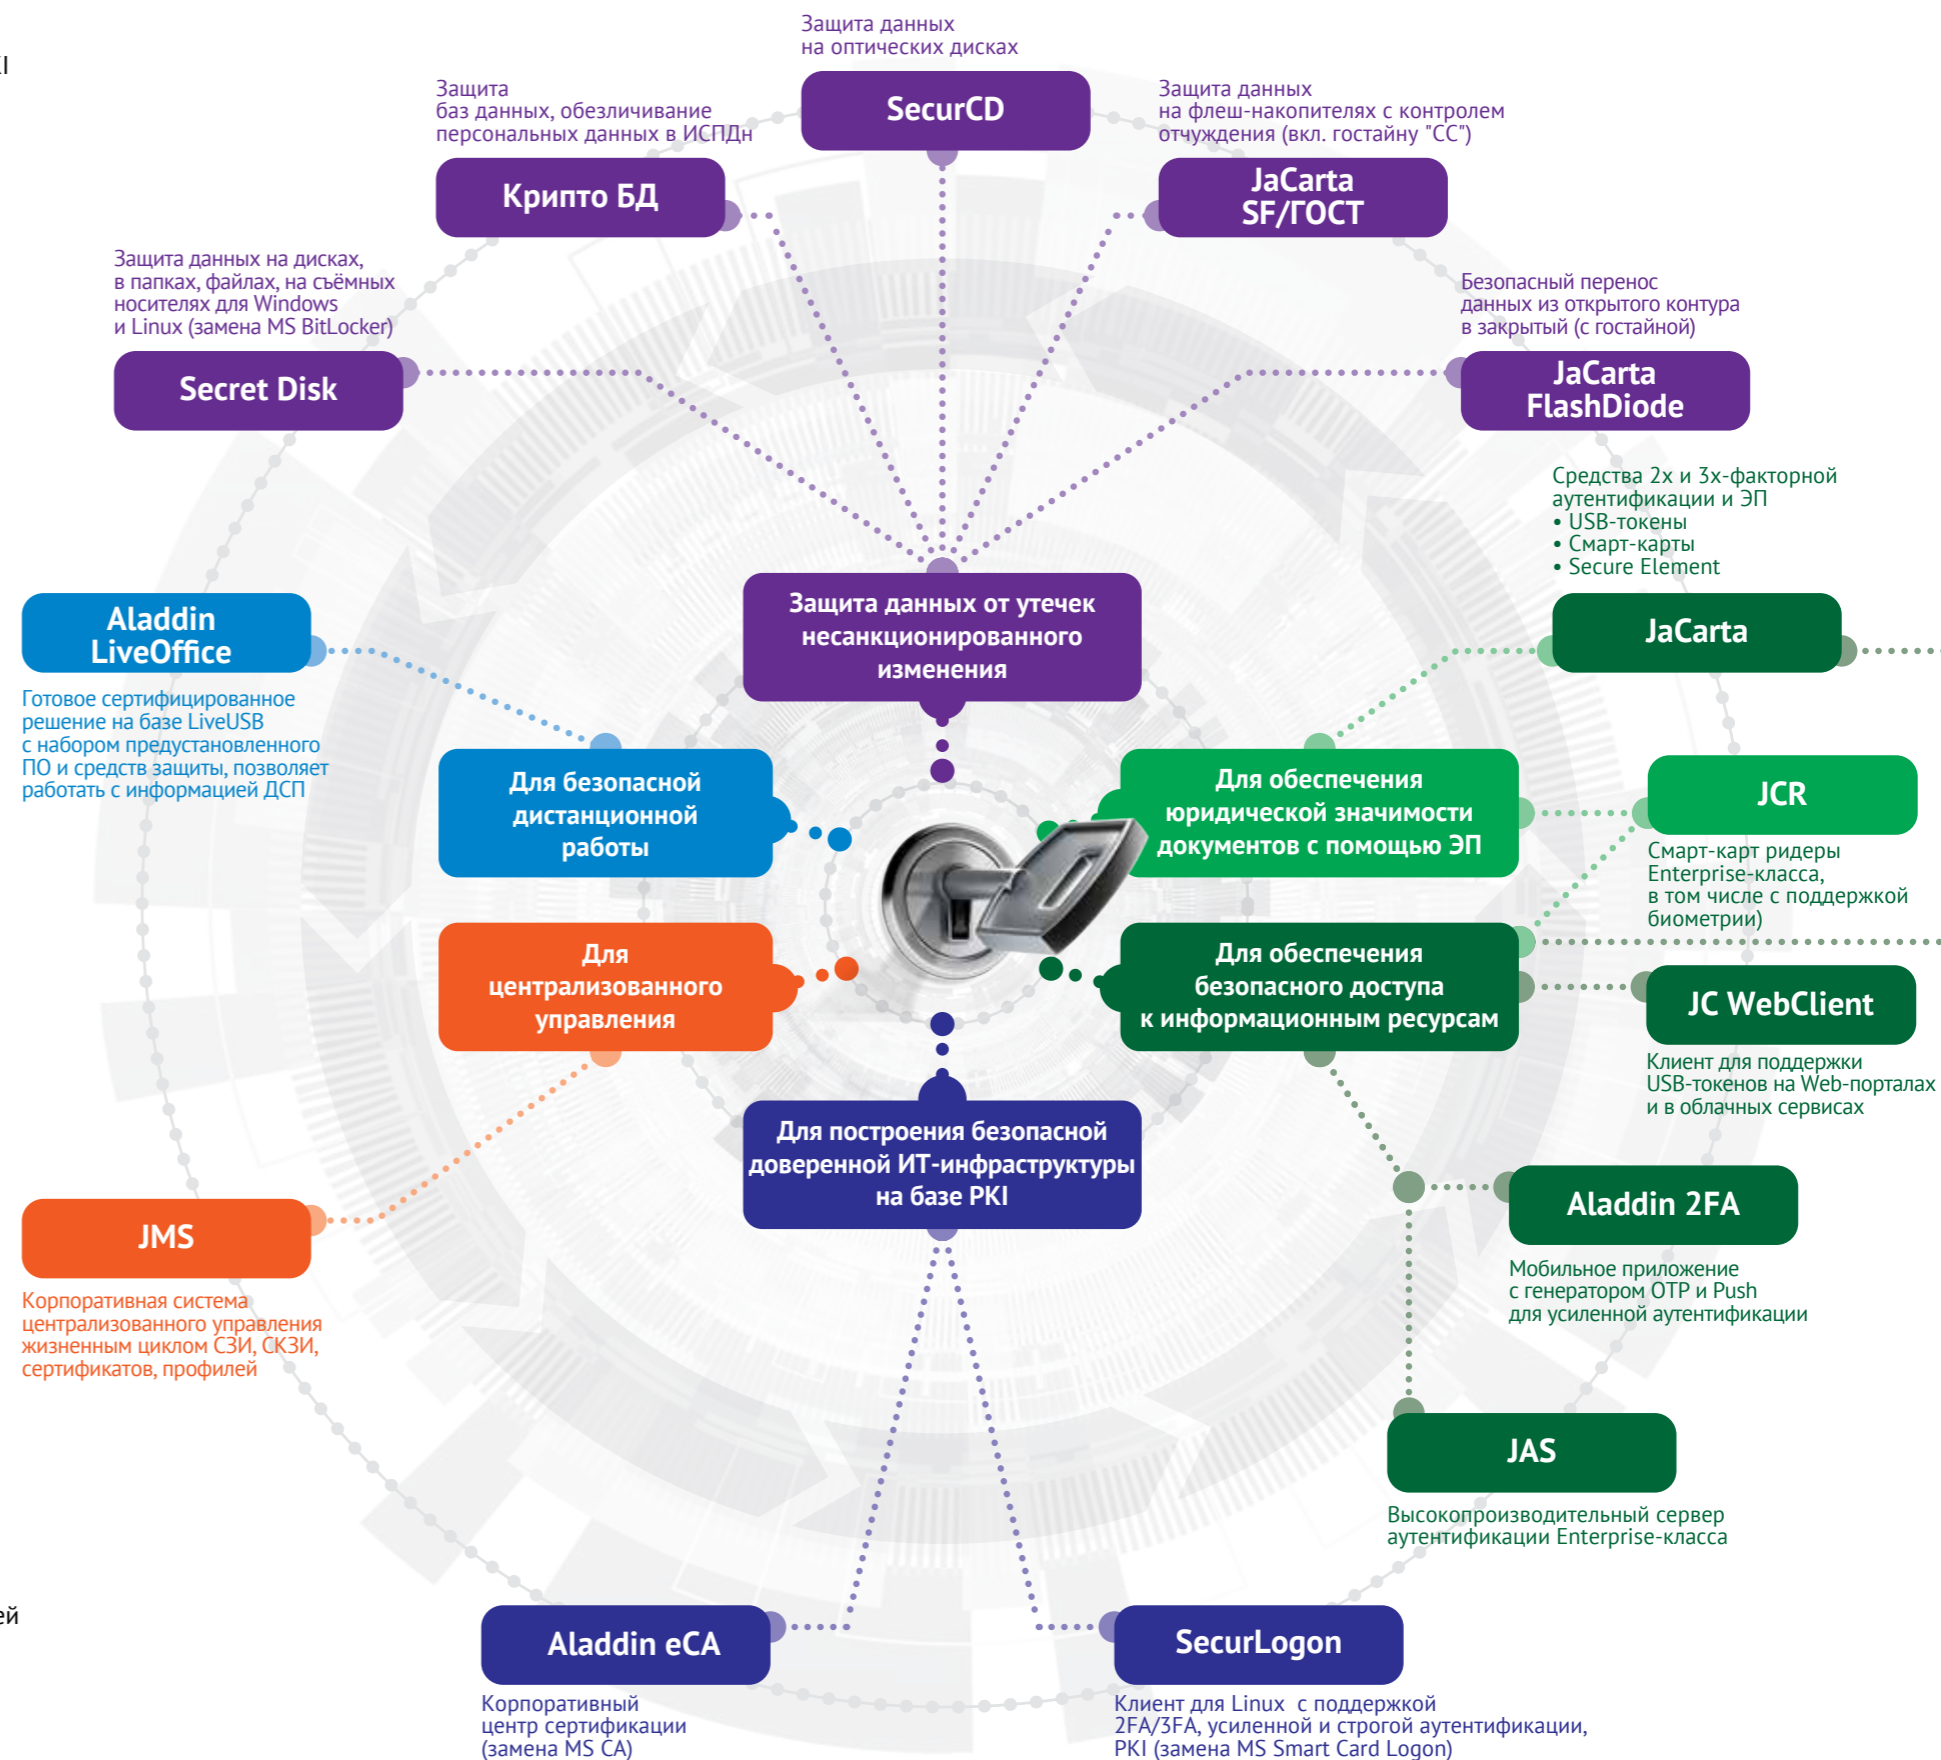 КI
Защита данных
на оптических дисках
SecurCD
Защита
баз данных, обезличивание
персональных данных в ИСПДн
Крипто БД
Защита данных
на флеш-накопителях с контролем
отчуждения (вкл. гостайну "СС")
JaCarta
SF/ГОСТ
Защита данных на дисках,
в папках, файлах, на съёмных
носителях для Windows
и Linux (замена MS BitLocker)
Secret Disk
Безопасный перенос
данных из открытого контура
в закрытый (с гостайной)
JaCarta
FlashDiode
Средства 2х и 3х-факторной
аутентификации и ЭП
• USB-токены
• Смарт-карты
• Secure Element
JaCarta
Защита данных от утечек
несанкционированного
изменения
Aladdin
LiveOffice
Готовое сертифицированное
решение на базе LiveUSB
с набором предустановленного
ПО и средств защиты, позволяет
работать с информацией ДСП
Для безопасной
дистанционной
работы
Для обеспечения
юридической значимости
документов с помощью ЭП
JCR
Смарт-карт ридеры
Enterprise-класса,
в том числе с поддержкой
биометрии)
Для
централизованного
управления
Для обеспечения
безопасного доступа
к информационным ресурсам
JC WebClient
Клиент для поддержки
USB-токенов на Web-порталах
и в облачных сервисах
Для построения безопасной
доверенной ИТ-инфраструктуры
на базе PKI
Aladdin 2FA
Мобильное приложение
с генератором ОТР и Push
для усиленной аутентификации
JMS
Корпоративная система
централизованного управления
жизненным циклом СЗИ, СКЗИ,
сертификатов, профилей
JAS
Высокопроизводительный сервер
аутентификации Enterprise-класса
ей
Aladdin eCA
Корпоративный
центр сертификации
(замена MS CA)
SecurLogon
Клиент для Linux с поддержкой
2FA/3FA, усиленной и строгой аутентификации,
PKI (замена MS Smart Card Logon)